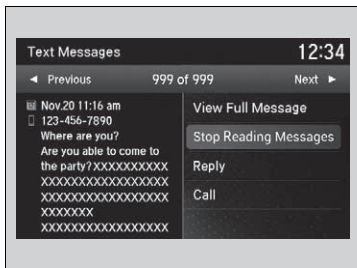 Text Messages 12:34
◄ Previous 999 of 999 Next ►
Nov.20 11:16 am
123-456-7890
Where are you?
Are you able to come to
the party?XXXXXXXXXX
XXXXXXXXXXXXXXXXX
XXXXXXXXXXXXXXXXX
XXXXXXX
XXXXXXXXXXXXXXXXX
View Full Message
Stop Reading Messages
Reply
Call